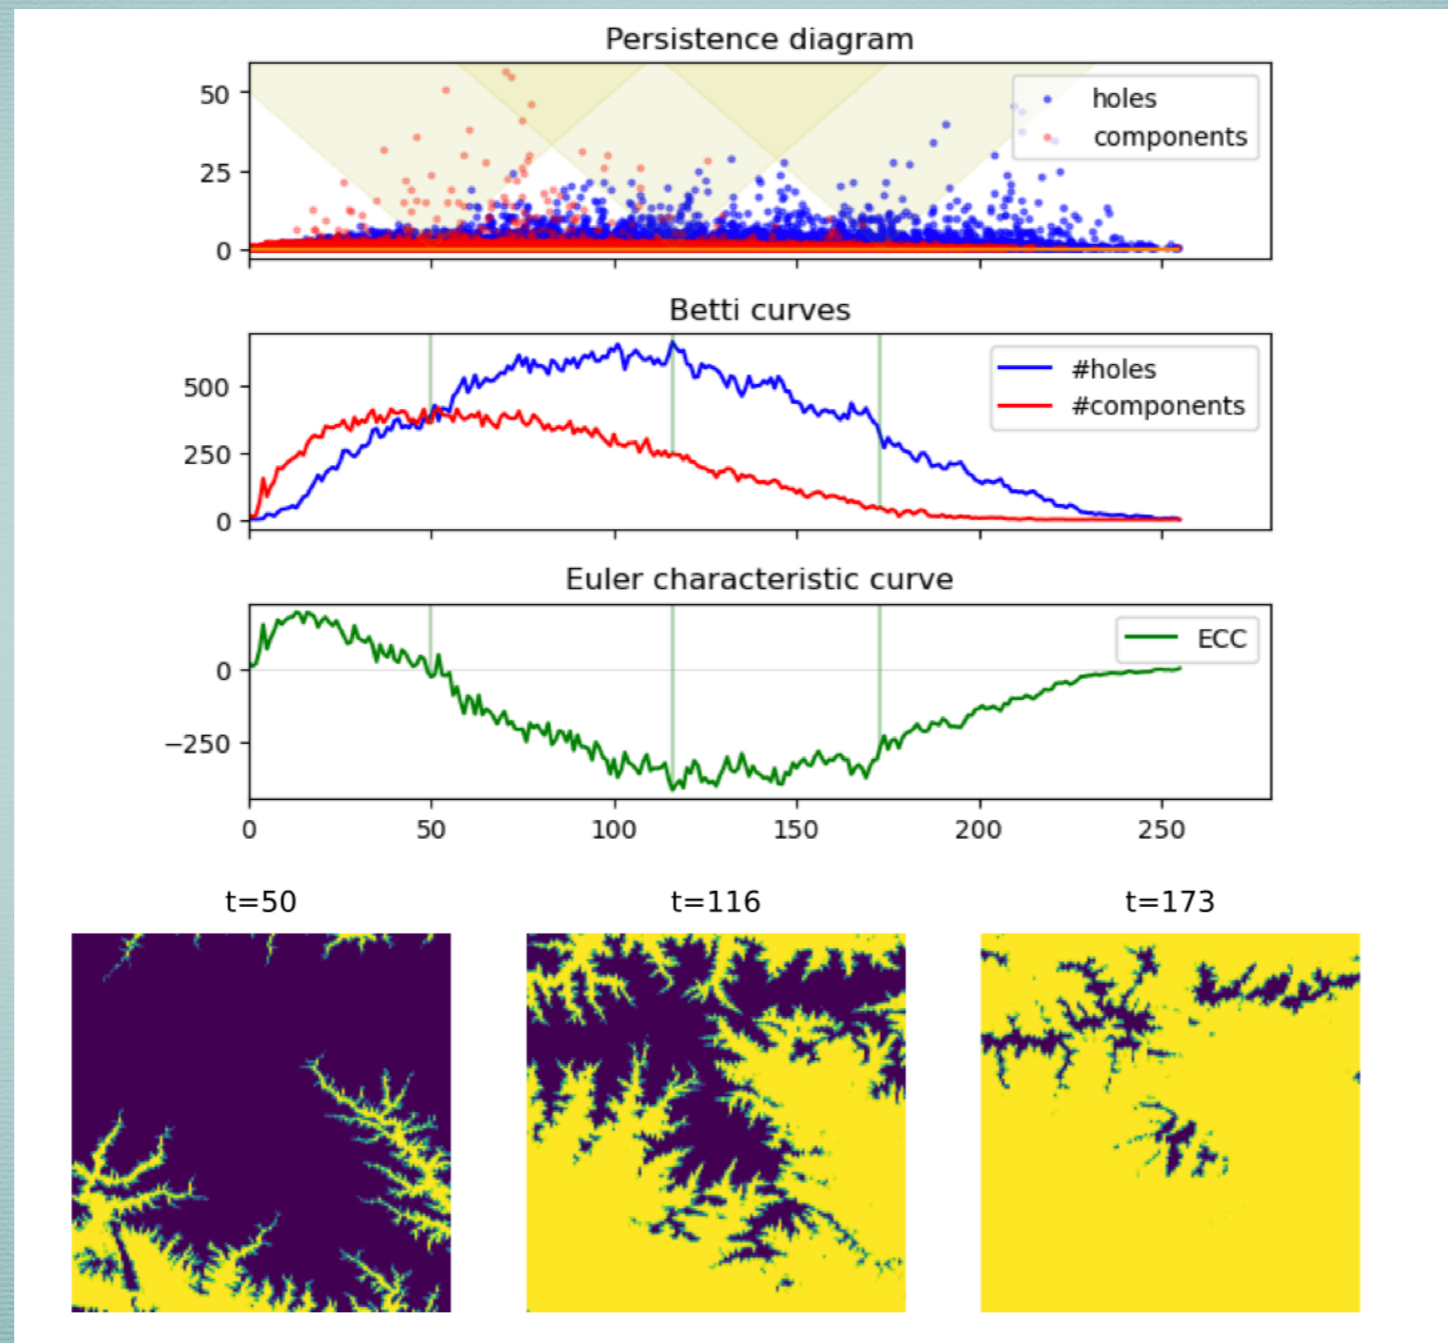 Persistence diagram
50
25
0
holes
components
Betti curves
500
250
0
#holes
#components
Euler characteristic curve
0
−250
ECC
0 50 100 150 200 250
t=50 t=116 t=173